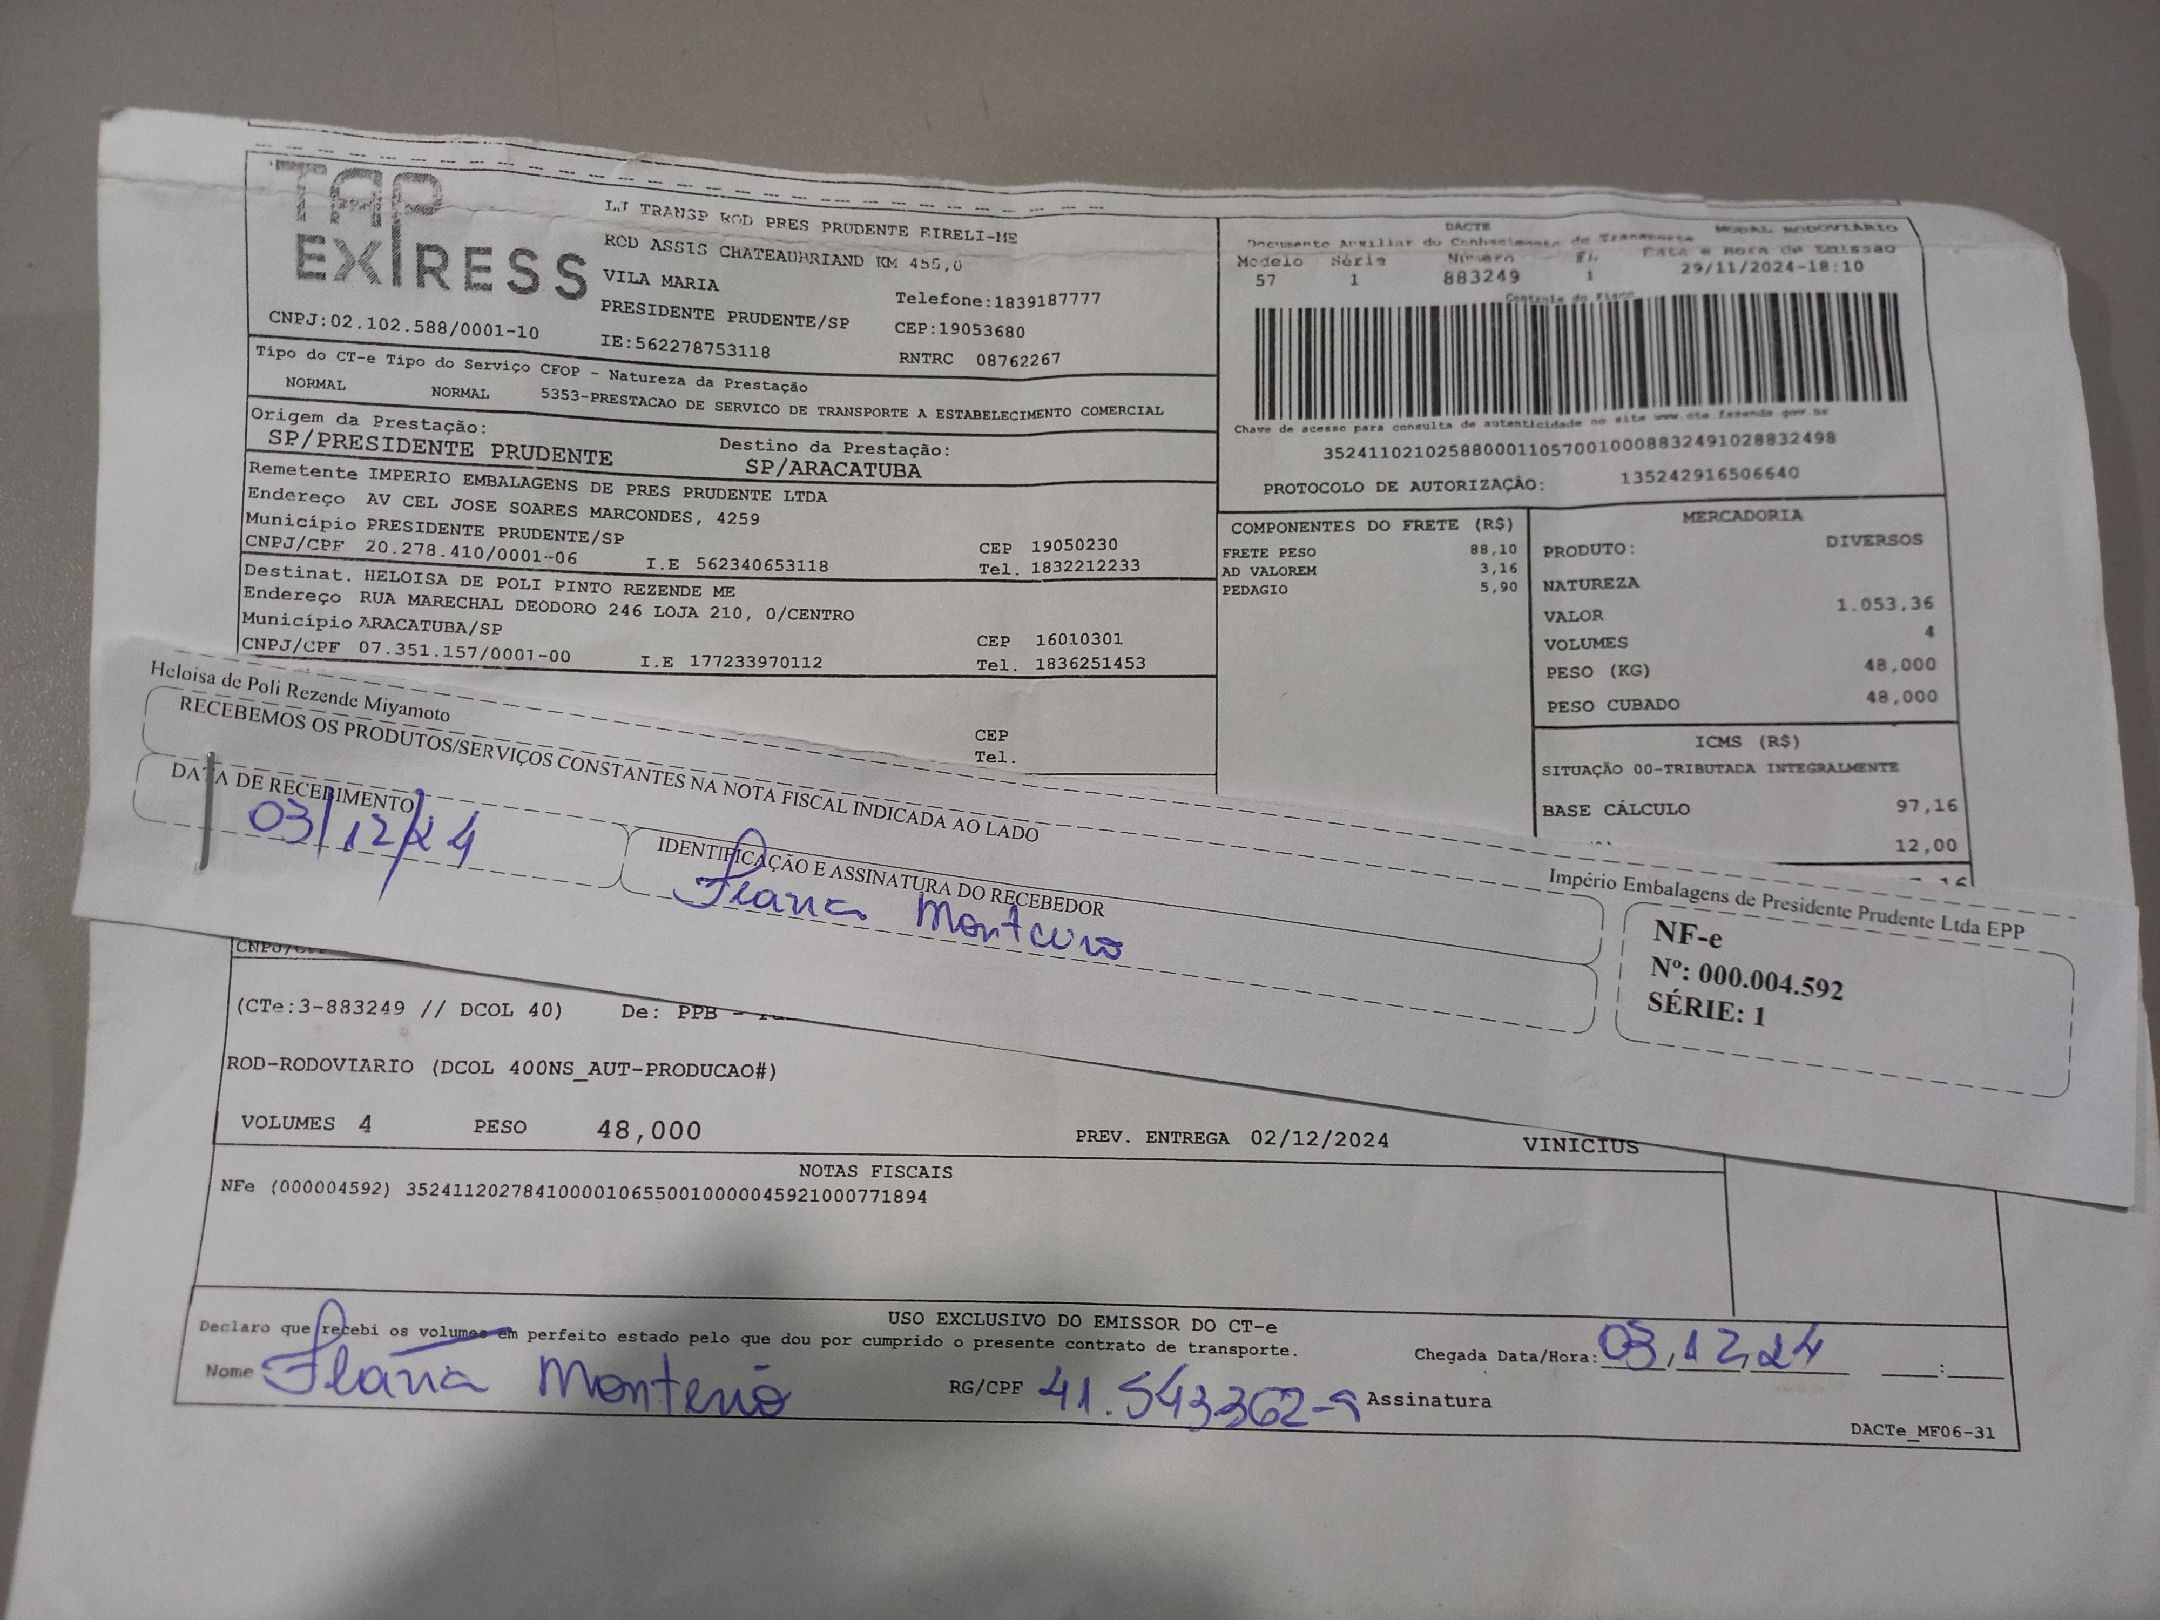 TAP
EXPRESS
LJ TRANSP ROD PRES PRUDENTE EIRELI-ME
ROD ASSIS CHATEAUBRIAND KM 455,0
VILA MARIA
PRESIDENTE PRUDENTE/SP
Telefone:1839187777
CEP:19053680
CNPJ:02.102.588/0001-10
IE:562278753118
RNTRC 08762267
DACTE MODAL RODOVIÁRIO
Documento Auxiliar do Conhecimento de Transporte
Modelo Série Número FL Data e Hora de Emissão
57 1 883249 1 29/11/2024-18:10
Controle do Fisco
Chave de acesso para consulta de autenticidade no site www.cte.fazenda.gov.br
35241102102588000110570010008832491028832498
PROTOCOLO DE AUTORIZAÇÃO: 135242916506640
Tipo do CT-e Tipo do Serviço CFOP - Natureza da Prestação
NORMAL NORMAL 5353-PRESTACAO DE SERVICO DE TRANSPORTE A ESTABELECIMENTO COMERCIAL
Origem da Prestação: Destino da Prestação:
SP/PRESIDENTE PRUDENTE SP/ARACATUBA
Remetente IMPERIO EMBALAGENS DE PRES PRUDENTE LTDA
Endereço AV CEL JOSE SOARES MARCONDES, 4259
Município PRESIDENTE PRUDENTE/SP CEP 19050230
CNPJ/CPF 20.278.410/0001-06 I.E 562340653118 Tel. 1832212233
Destinat. HELOISA DE POLI PINTO REZENDE ME
Endereço RUA MARECHAL DEODORO 246 LOJA 210, 0/CENTRO
Município ARACATUBA/SP CEP 16010301
CNPJ/CPF 07.351.157/0001-00 I.E 177233970112 Tel. 1836251453
CEP
Tel.
COMPONENTES DO FRETE (R$)
FRETE PESO 88,10
AD VALOREM 3,16
PEDAGIO 5,90
MERCADORIA
PRODUTO: DIVERSOS
NATUREZA
VALOR 1.053,36
VOLUMES 4
PESO (KG) 48,000
PESO CUBADO 48,000
ICMS (R$)
SITUAÇÃO 00-TRIBUTADA INTEGRALMENTE
BASE CÁLCULO 97,16
12,00
Heloisa de Poli Rezende Miyamoto
RECEBEMOS OS PRODUTOS/SERVIÇOS CONSTANTES NA NOTA FISCAL INDICADA AO LADO
DATA DE RECEBIMENTO
03/12/24
IDENTIFICAÇÃO E ASSINATURA DO RECEBEDOR
Flavia Monteiro
Império Embalagens de Presidente Prudente Ltda EPP
NF-e
Nº: 000.004.592
SÉRIE: 1
(CTe:3-883249 // DCOL 40) De: PPB -
ROD-RODOVIARIO (DCOL 400NS_AUT-PRODUCAO#)
VOLUMES 4 PESO 48,000 PREV. ENTREGA 02/12/2024 VINICIUS
NOTAS FISCAIS
NFe (000004592) 35241120278410000106550010000045921000771894
USO EXCLUSIVO DO EMISSOR DO CT-e
Declaro que recebi os volumes em perfeito estado pelo que dou por cumprido o presente contrato de transporte.
Chegada Data/Hora: 03,12,24 :
Nome Flavia Monteiro RG/CPF 41.543362-9 Assinatura
DACTe_MF06-31